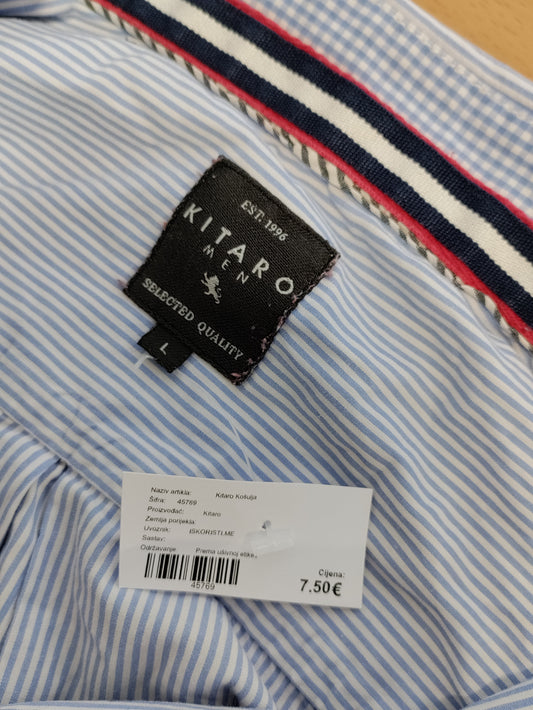 EST. 1996
KITARO
MEN
SELECTED QUALITY
L
Naziv artikla: Kitaro Košulja
Šifra: 45769
Proizvođač: Kitaro
Zemlja porijekla:
Uvoznik: ISKORISTI.ME
Sastav:
Održavanje: Prema ušivnoj etiketi
45769
Cijena:
7.50€